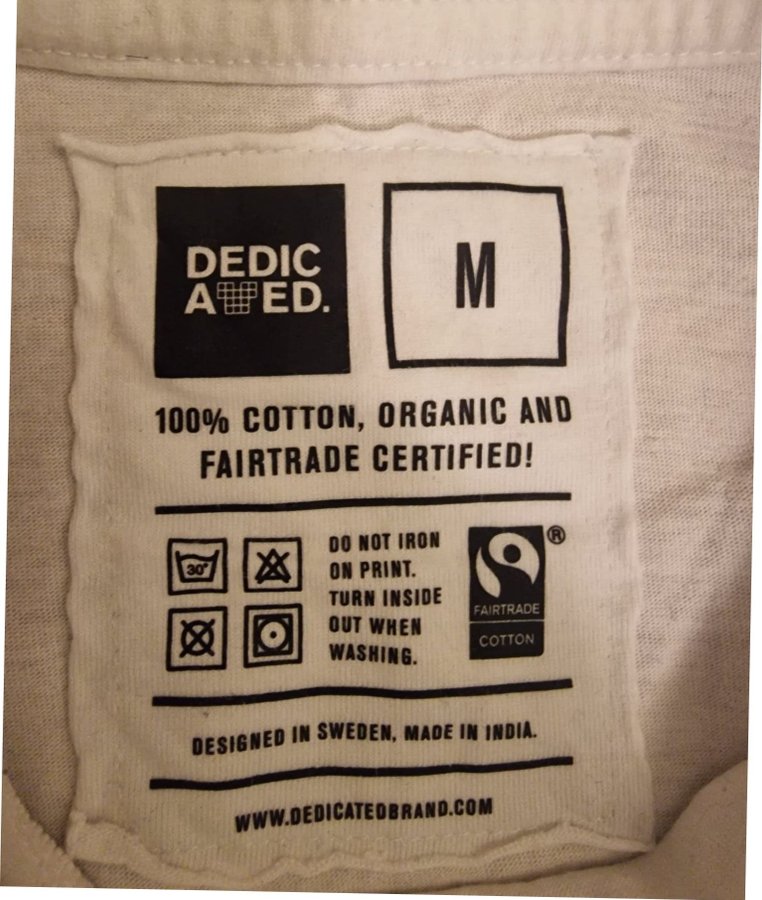 DEDIC
ATED.
M
100% COTTON, ORGANIC AND
FAIRTRADE CERTIFIED!
30°
DO NOT IRON
ON PRINT.
TURN INSIDE
OUT WHEN
WASHING.
®
FAIRTRADE
COTTON
DESIGNED IN SWEDEN, MADE IN INDIA.
WWW.DEDICATEDBRAND.COM